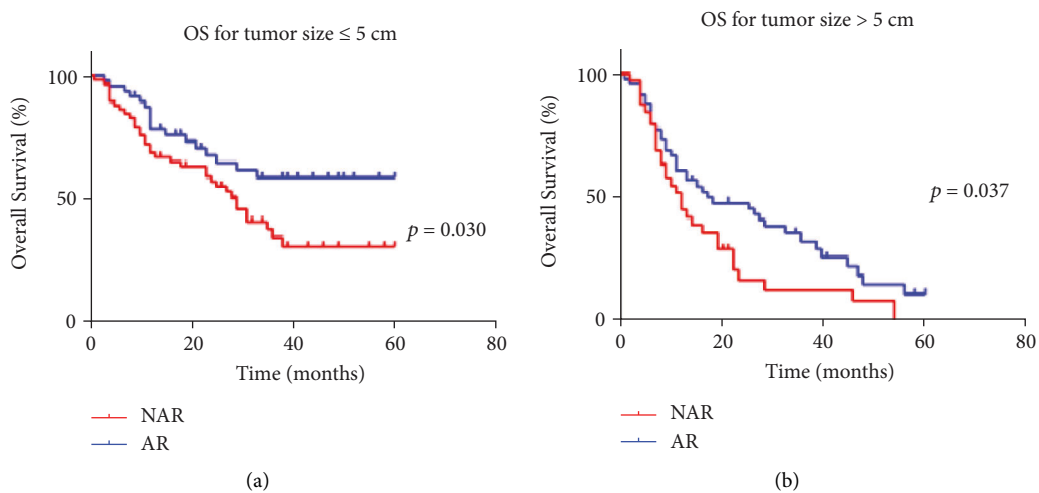 OS for tumor size ≤ 5 cm
100
50
0
Overall Survival (%)
p = 0.030
0 20 40 60 80
Time (months)
NAR
AR
(a)
OS for tumor size > 5 cm
100
50
0
Overall Survival (%)
p = 0.037
0 20 40 60 80
Time (months)
NAR
AR
(b)